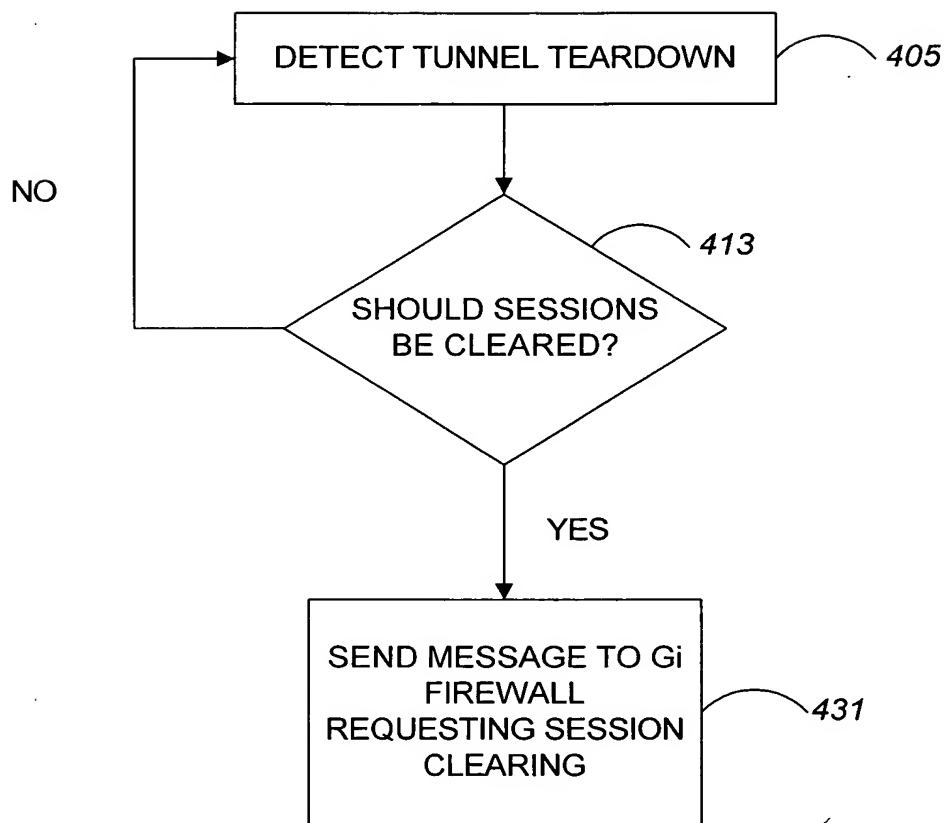 DETECT TUNNEL TEARDOWN
405
NO
413
SHOULD SESSIONS
BE CLEARED?
YES
SEND MESSAGE TO Gi
FIREWALL
REQUESTING SESSION
CLEARING
431